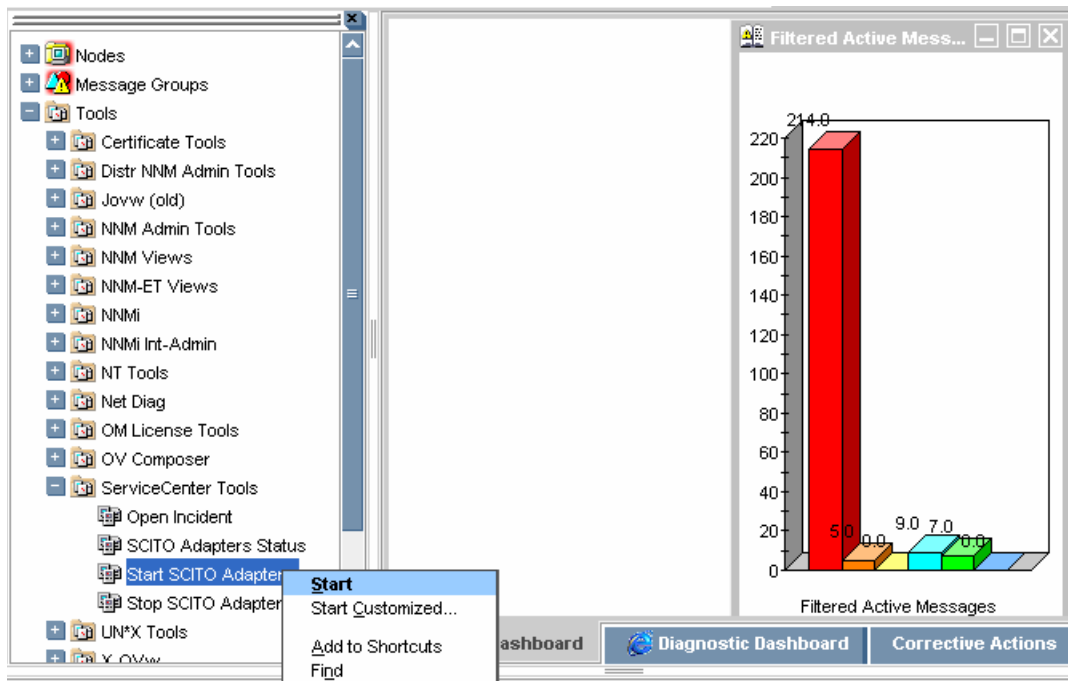 Nodes
Message Groups
Tools
Certificate Tools
Distr NNM Admin Tools
Jovw (old)
NNM Admin Tools
NNM Views
NNM-ET Views
NNMi
NNMi Int-Admin
NT Tools
Net Diag
OM License Tools
OV Composer
ServiceCenter Tools
Open Incident
SCITO Adapters Status
Start SCITO Adapter
Stop SCITO Adapter
UN*X Tools
X OVw
Start
Start Customized...
Add to Shortcuts
Find
Filtered Active Mess...
214.0
220
200
180
160
140
120
100
80
60
40
20
0
5.0
0.0
9.0
7.0
0.0
Filtered Active Messages
ashboard
Diagnostic Dashboard
Corrective Actions